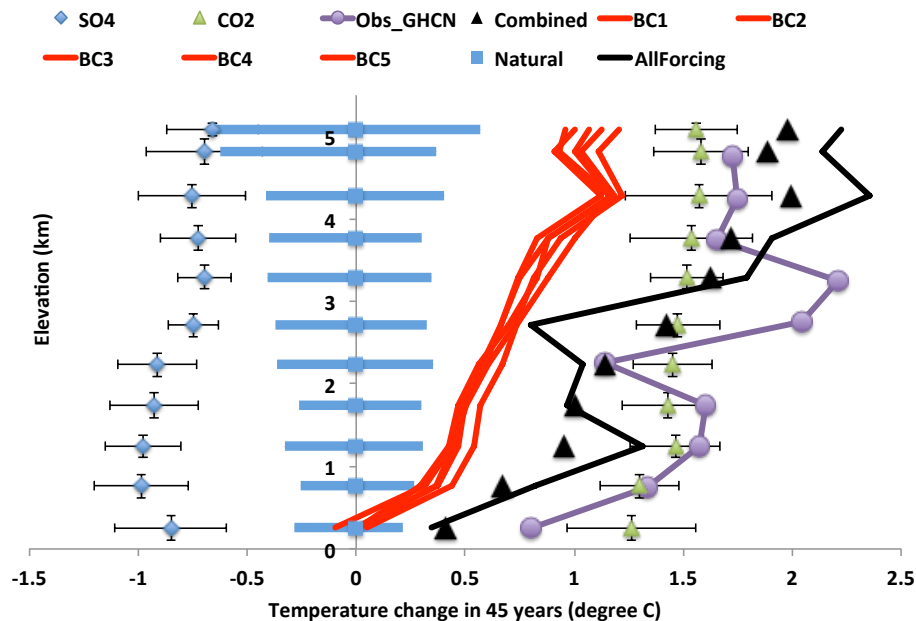 SO4 CO2 Obs_GHCN Combined BC1 BC2
BC3 BC4 BC5 Natural AllForcing
5
4
3
2
1
0
Elevation (km)
-1.5 -1 -0.5 0 0.5 1 1.5 2 2.5
Temperature change in 45 years (degree C)